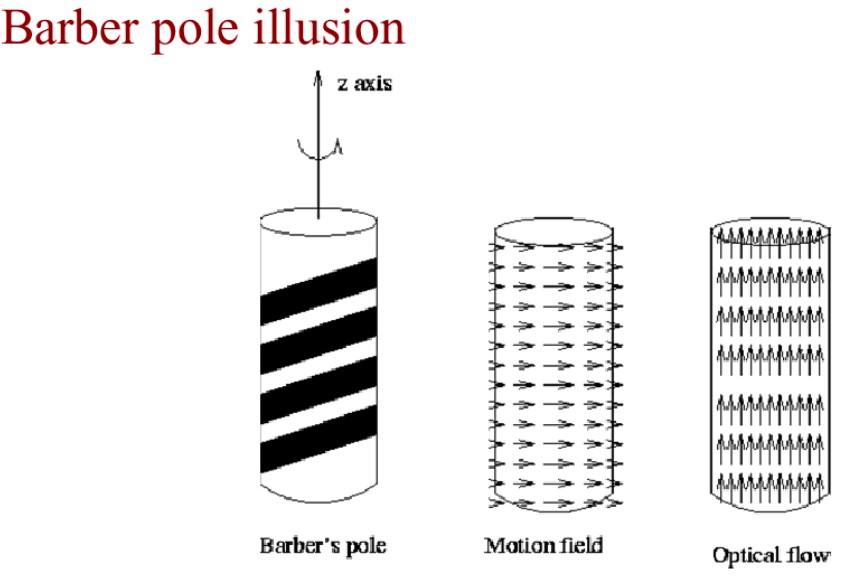 Barber pole illusion
z axis
Barber's pole
Motion field
Optical flow